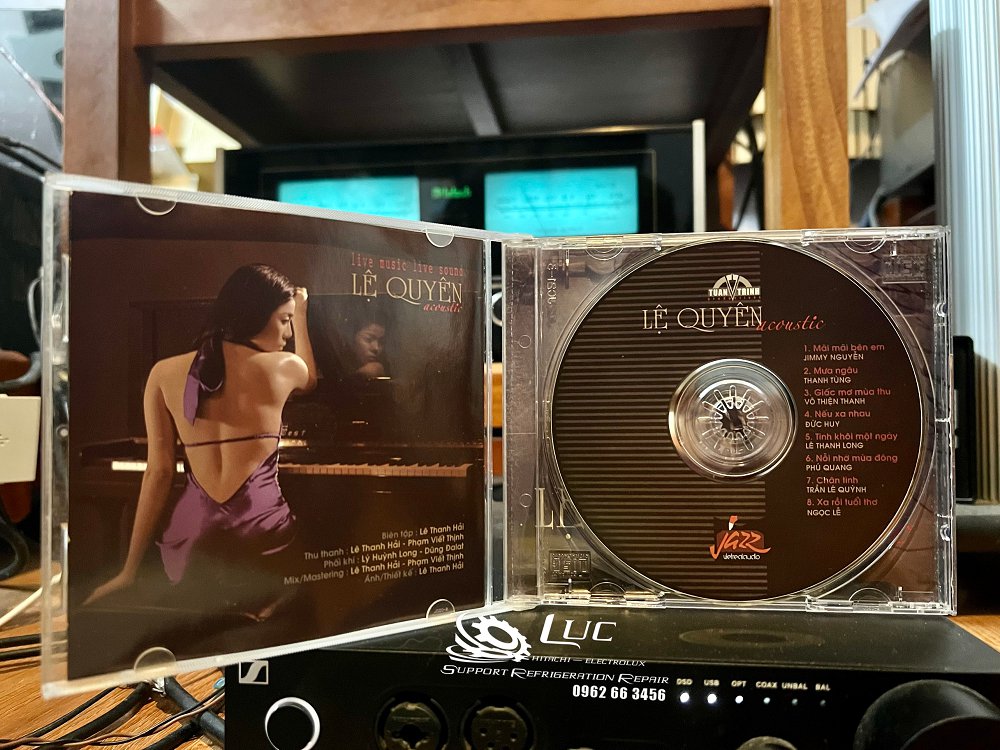 live music live sound
LỆ QUYÊN
acoustic
Biên tập : Lê Thanh Hải
Thu thanh : Lê Thanh Hải - Phạm Viết Thịnh
Phối khí : Lý Huỳnh Long - Dũng Dalat
Mix/Mastering : Lê Thanh Hải - Phạm Viết Thịnh
Ảnh/Thiết kế : Lê Thanh Hải
TUAN TRINH
LỆ QUYÊN
acoustic
1. Mãi mãi bên em
JIMMY NGUYỄN
2. Mưa ngâu
THANH TÙNG
3. Giấc mơ mùa thu
VÕ THIỆN THANH
4. Nếu xa nhau
ĐỨC HUY
5. Tinh khôi một ngày
LÊ THANH LONG
6. Nỗi nhớ mùa đông
PHÚ QUANG
7. Chân tình
TRẦN LÊ QUỲNH
8. Xa rồi tuổi thơ
NGỌC LỄ
jazz
vietnedaudio
LUC
HITACHI – ELECTROLUX
SUPPORT REFRIGERATION REPAIR
0962 66 3456
DSD USB OPT COAX UNBAL BAL